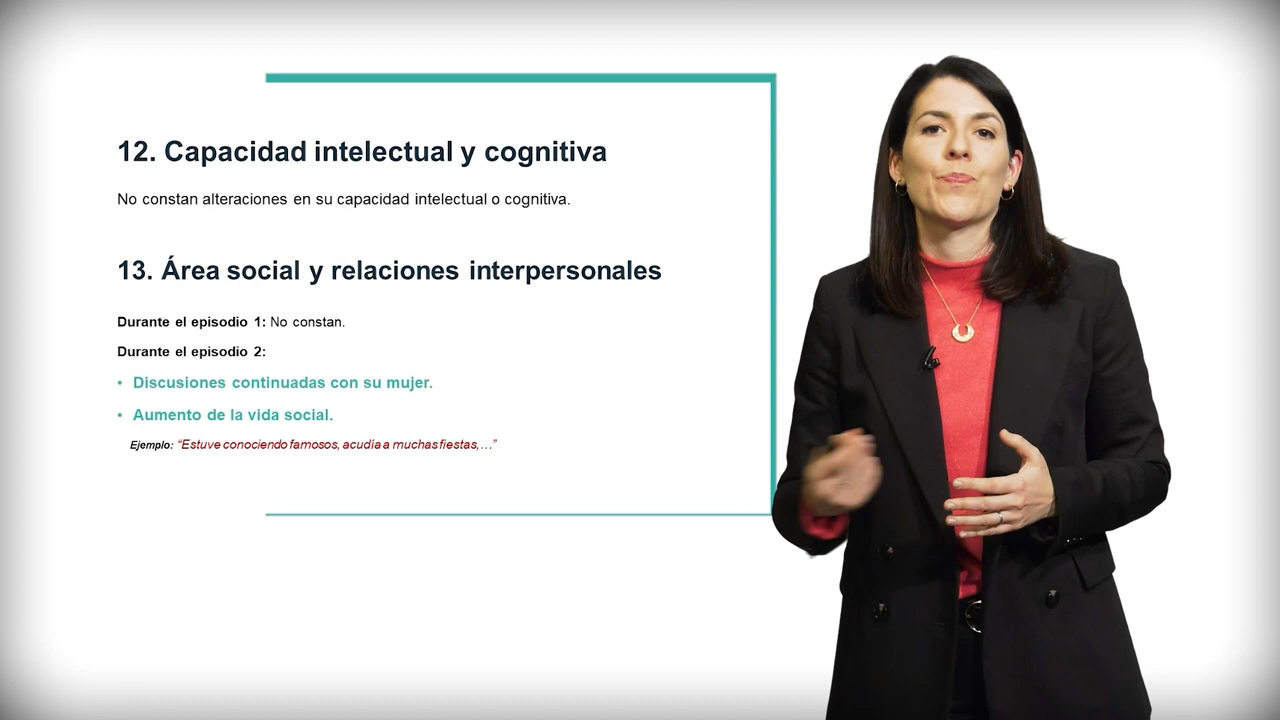 12. Capacidad intelectual y cognitiva
No constan alteraciones en su capacidad intelectual o cognitiva.
13. Área social y relaciones interpersonales
Durante el episodio 1: No constan.
Durante el episodio 2:
• Discusiones continuadas con su mujer.
• Aumento de la vida social.
Ejemplo: “Estuve conociendo famosos, acudía a muchas fiestas,…”